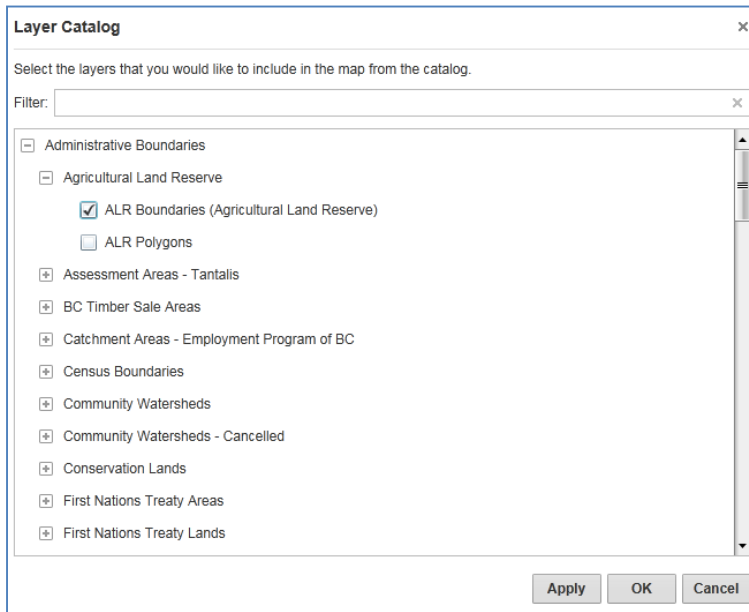 Layer Catalog
Select the layers that you would like to include in the map from the catalog.
Filter:
Administrative Boundaries
Agricultural Land Reserve
ALR Boundaries (Agricultural Land Reserve)
ALR Polygons
Assessment Areas - Tantalis
BC Timber Sale Areas
Catchment Areas - Employment Program of BC
Census Boundaries
Community Watersheds
Community Watersheds - Cancelled
Conservation Lands
First Nations Treaty Areas
First Nations Treaty Lands
Apply OK Cancel